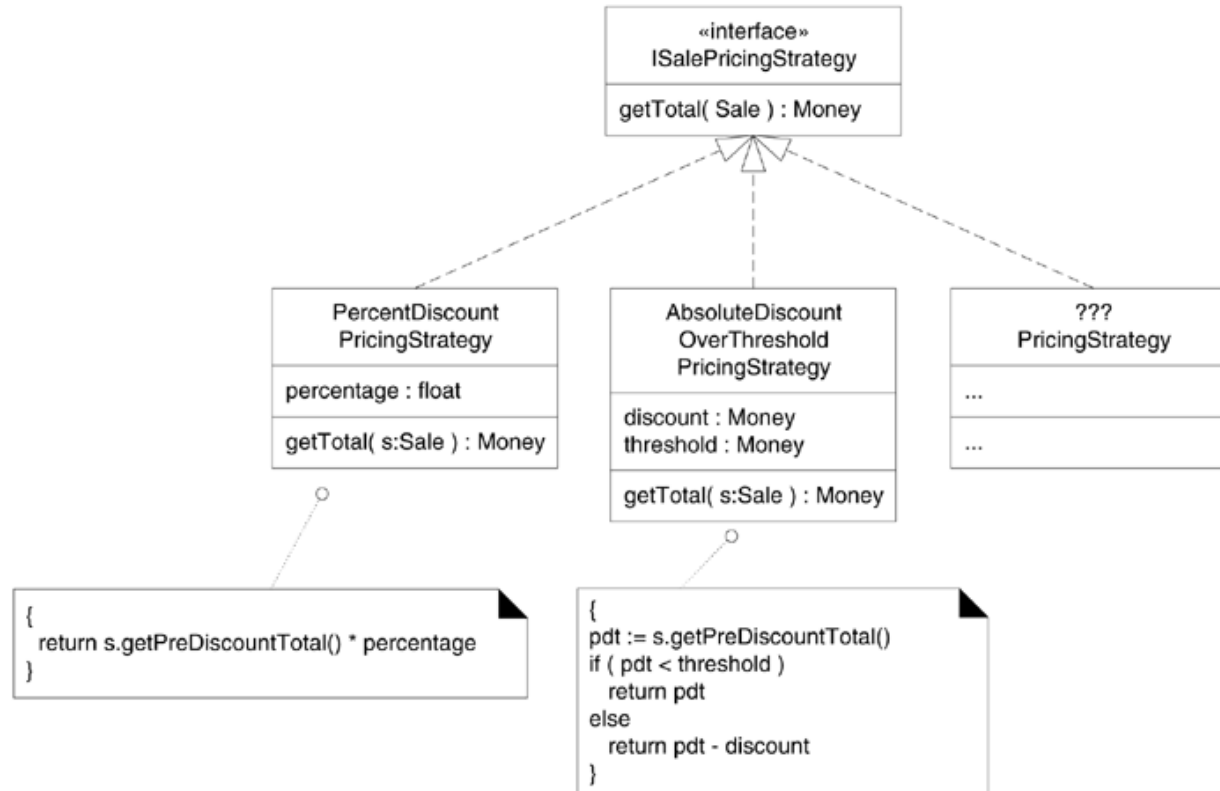 «interface»
ISalePricingStrategy
getTotal( Sale ) : Money
PercentDiscount
PricingStrategy
percentage : float
getTotal( s:Sale ) : Money
AbsoluteDiscount
OverThreshold
PricingStrategy
discount : Money
threshold : Money
getTotal( s:Sale ) : Money
???
PricingStrategy
...
...
{
return s.getPreDiscountTotal() * percentage
}
{
pdt := s.getPreDiscountTotal()
if ( pdt < threshold )
return pdt
else
return pdt - discount
}